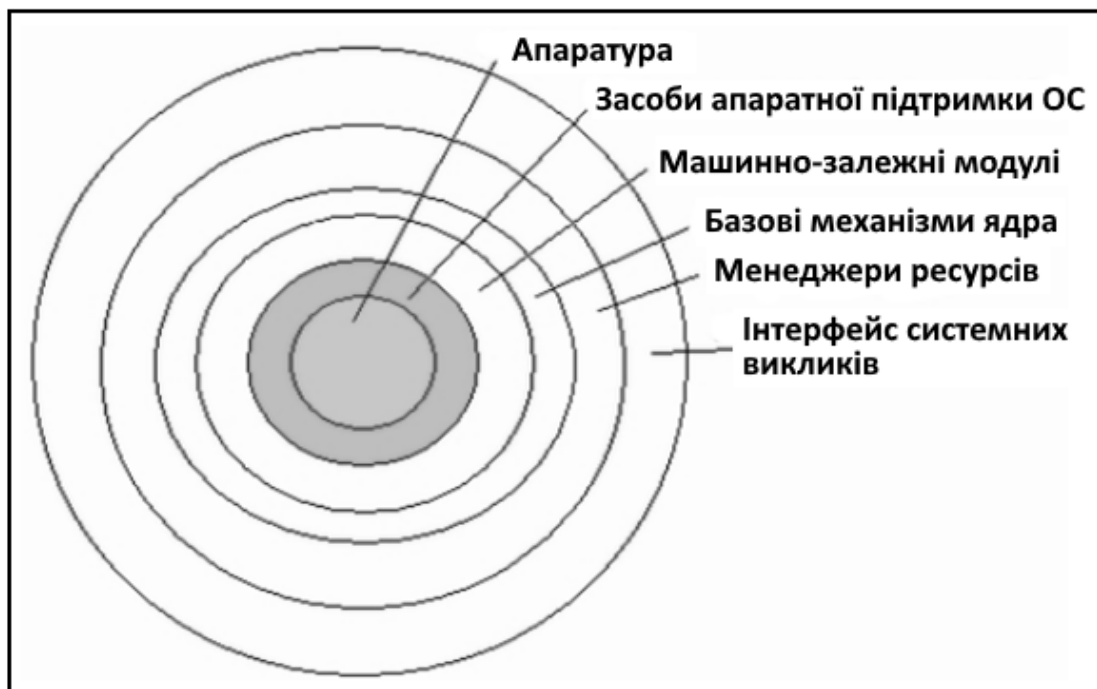 Апаратура
Засоби апаратної підтримки ОС
Машинно-залежні модулі
Базові механізми ядра
Менеджери ресурсів
Інтерфейс системних
викликів